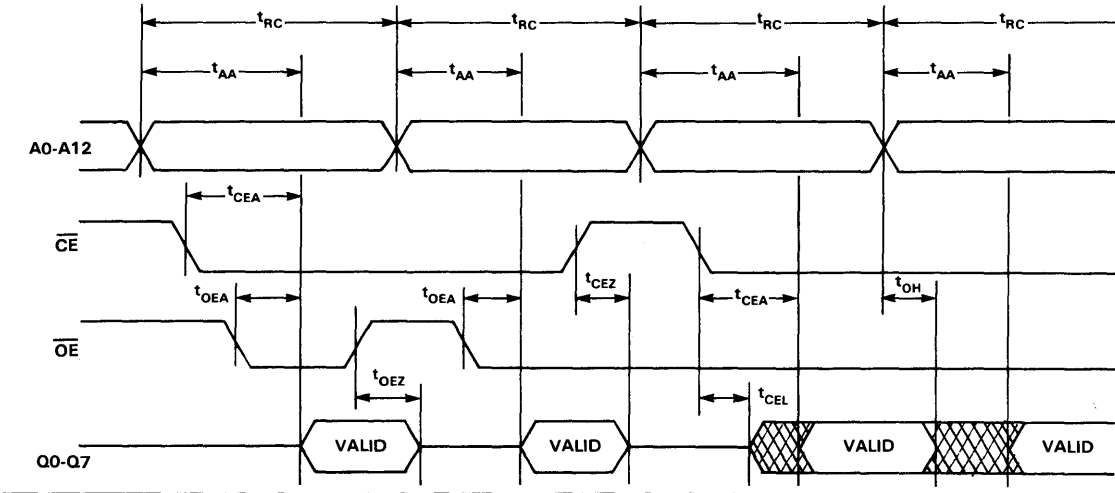 tRC tRC tRC tRC
tAA tAA tAA tAA
A0-A12
tCEA
CE
tOEA tOEA tCEZ tCEA tOH
OE
tOEZ tCEL
Q0-Q7 VALID VALID VALID VALID